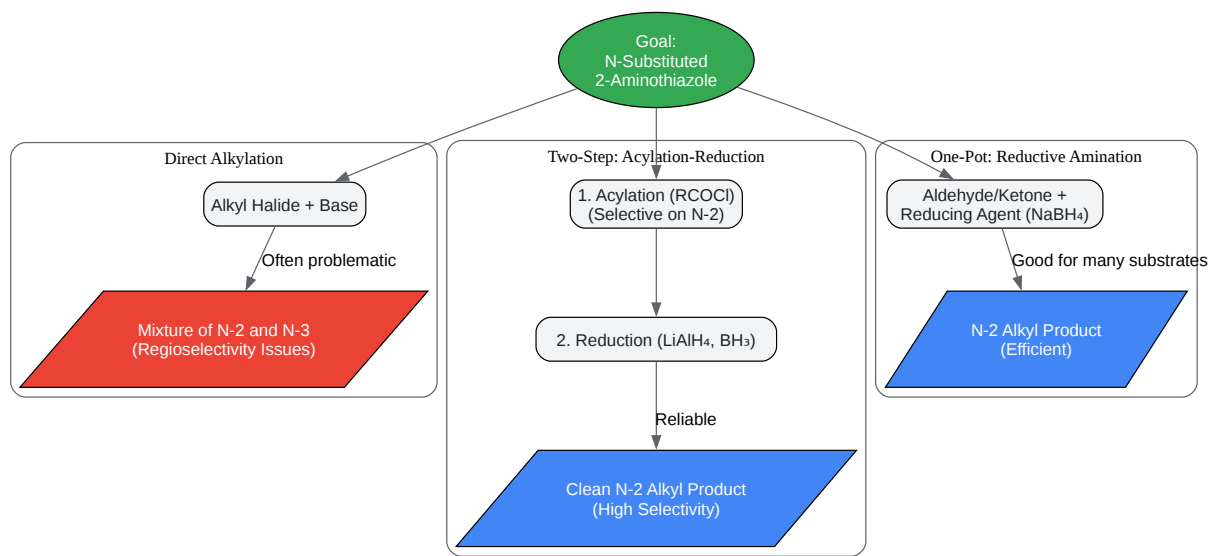 Goal:
N-Substituted
2-Aminothiazole
Direct Alkylation
Alkyl Halide + Base
Often problematic
Mixture of N-2 and N-3
(Regioselectivity Issues)
Two-Step: Acylation-Reduction
1. Acylation (RCOCl)
(Selective on N-2)
2. Reduction (LiAlH₄, BH₃)
Reliable
Clean N-2 Alkyl Product
(High Selectivity)
One-Pot: Reductive Amination
Aldehyde/Ketone +
Reducing Agent (NaBH₄)
Good for many substrates
N-2 Alkyl Product
(Efficient)